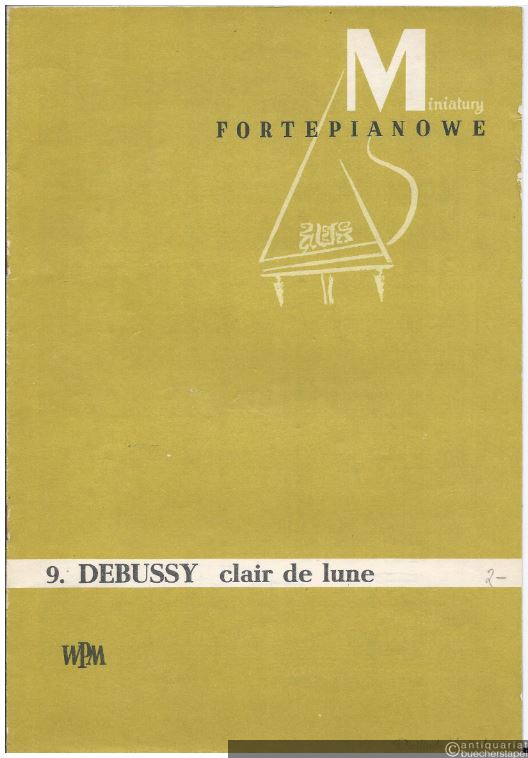 Miniatury
FORTEPIANOWE
9. DEBUSSY clair de lune
2-
WPM
©antiquariat
buecherstapel